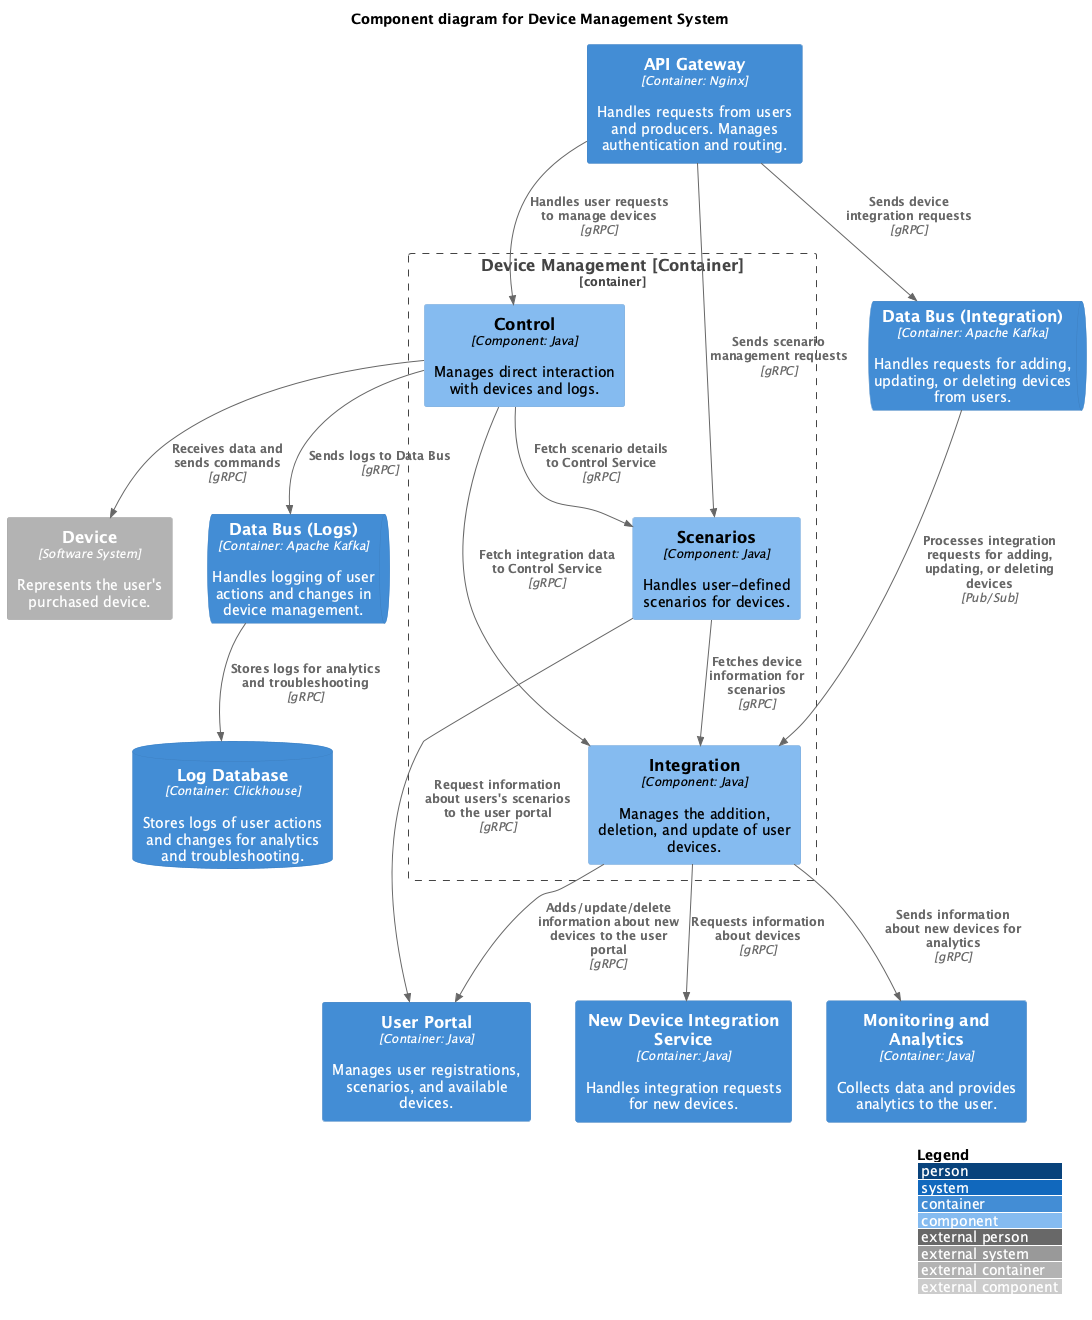 Component diagram for Device Management System
API Gateway
[Container: Nginx]
Handles requests from users
and producers. Manages
authentication and routing.
Handles user requests
to manage devices
[gRPC]
Sends device
integration requests
[gRPC]
Device Management [Container]
[container]
Control
[Component: Java]
Manages direct interaction
with devices and logs.
Sends scenario
management requests
[gRPC]
Data Bus (Integration)
[Container: Apache Kafka]
Handles requests for adding,
updating, or deleting devices
from users.
Receives data and
sends commands
[gRPC]
Sends logs to Data Bus
[gRPC]
Fetch scenario details
to Control Service
[gRPC]
Device
[Software System]
Represents the user's
purchased device.
Data Bus (Logs)
[Container: Apache Kafka]
Handles logging of user
actions and changes in
device management.
Fetch integration data
to Control Service
[gRPC]
Scenarios
[Component: Java]
Handles user-defined
scenarios for devices.
Processes integration
requests for adding,
updating, or deleting
devices
[Pub/Sub]
Stores logs for analytics
and troubleshooting
[gRPC]
Fetches device
information for
scenarios
[gRPC]
Log Database
[Container: Clickhouse]
Stores logs of user actions
and changes for analytics
and troubleshooting.
Request information
about users's scenarios
to the user portal
[gRPC]
Integration
[Component: Java]
Manages the addition,
deletion, and update of user
devices.
Adds/update/delete
information about new
devices to the user
portal
[gRPC]
Requests information
about devices
[gRPC]
Sends information
about new devices for
analytics
[gRPC]
User Portal
[Container: Java]
Manages user registrations,
scenarios, and available
devices.
New Device Integration
Service
[Container: Java]
Handles integration requests
for new devices.
Monitoring and
Analytics
[Container: Java]
Collects data and provides
analytics to the user.
Legend
person
system
container
component
external person
external system
external container
external component